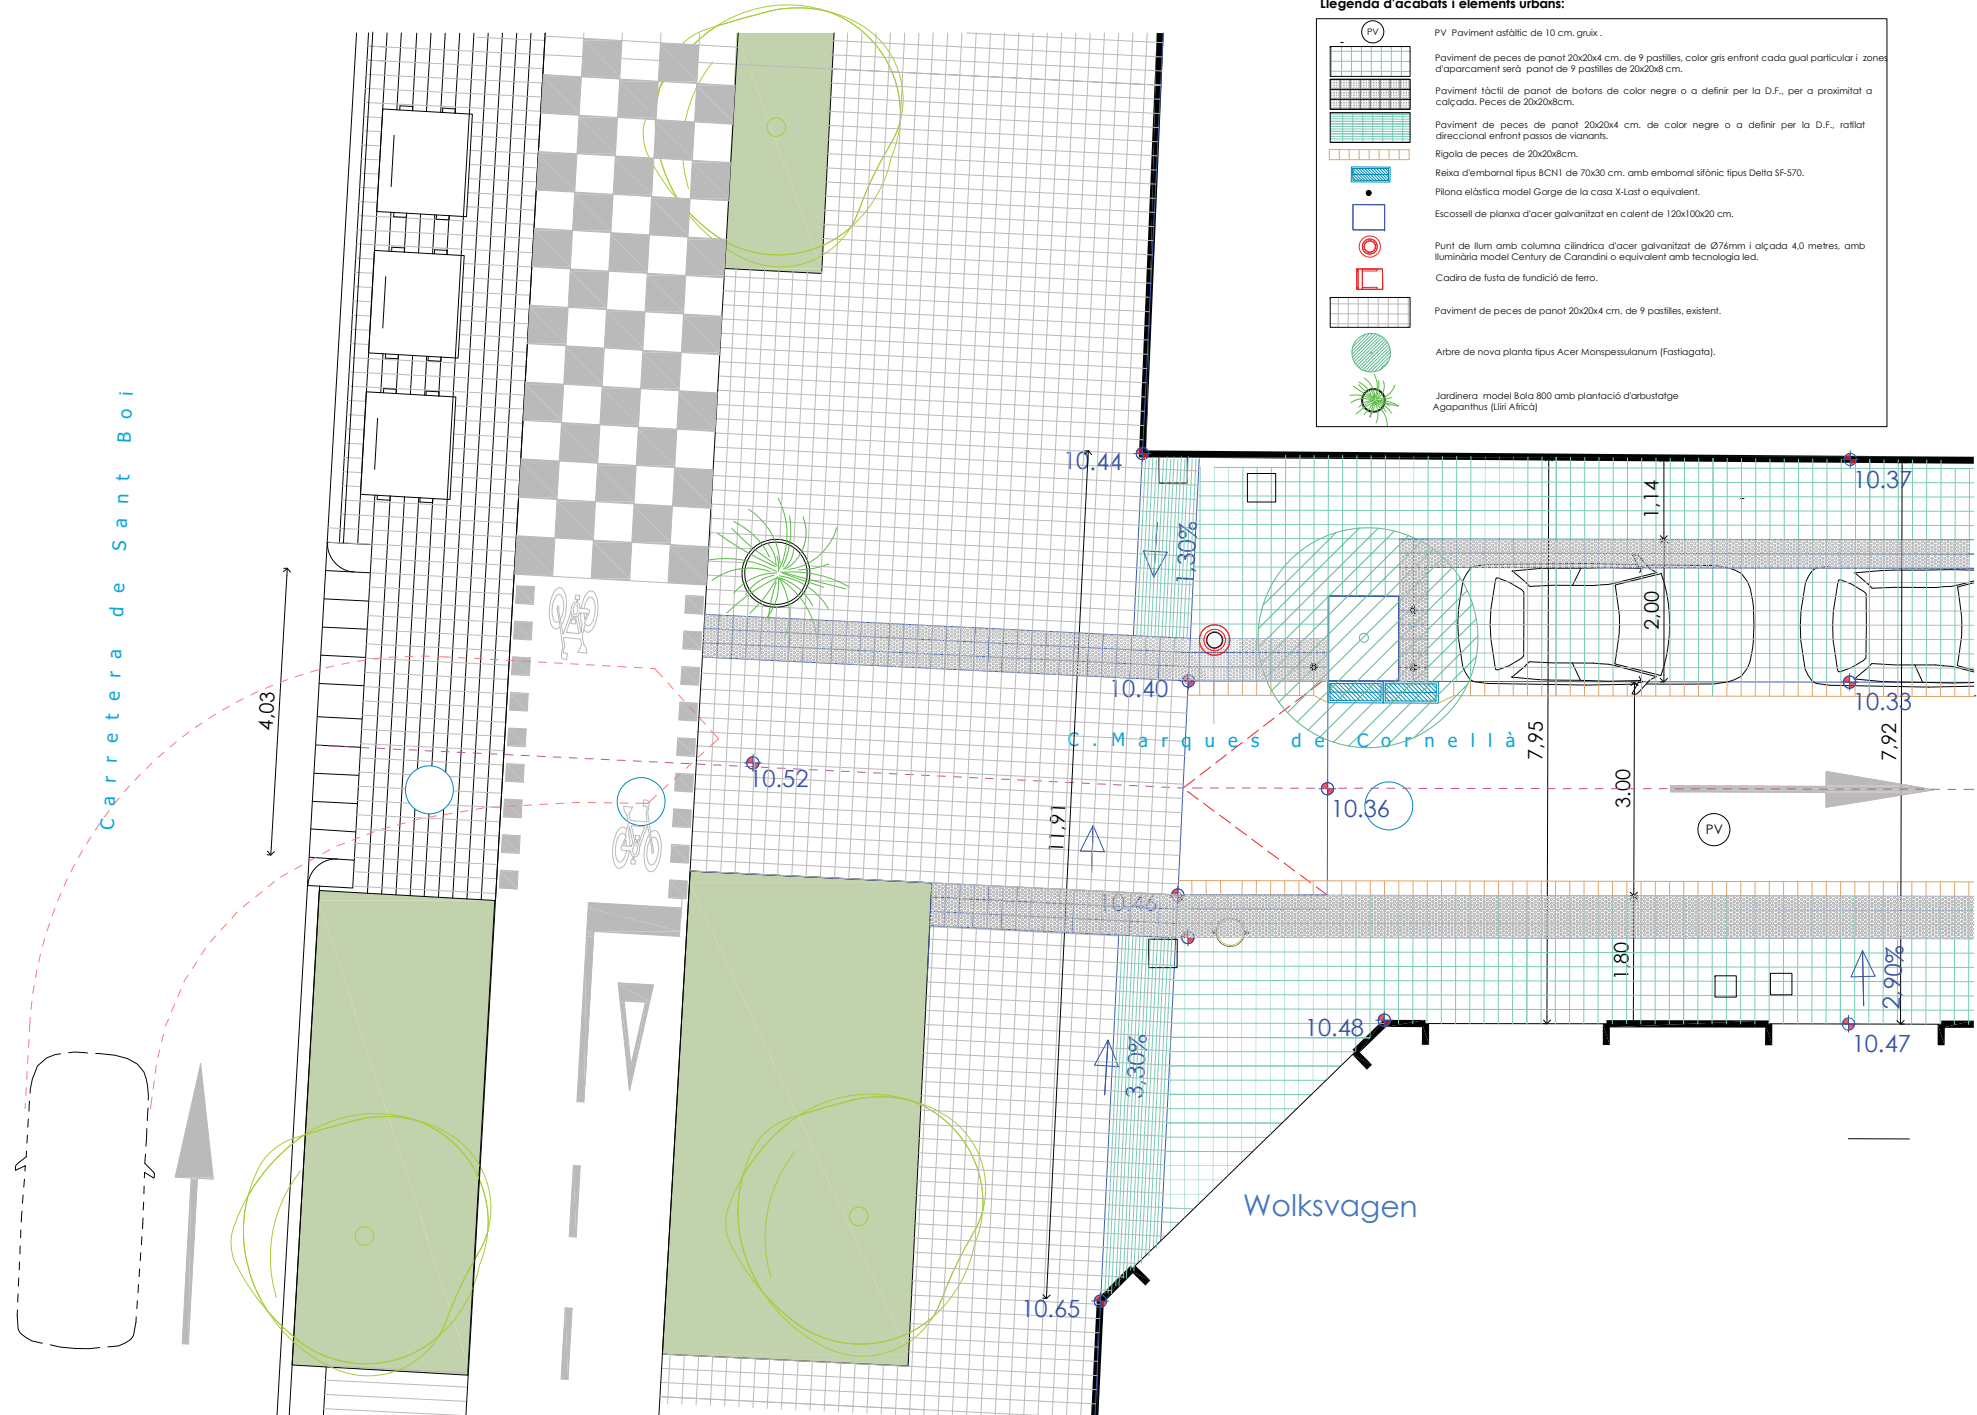 Llegenda d'acabats i elements urbans:
PV
PV Paviment asfàltic de 10 cm. gruix .
Paviment de peces de panot 20x20x4 cm. de 9 pastilles, color gris enfront cada gual particular i zones
d'aparcament serà panot de 9 pastilles de 20x20x8 cm.
Paviment tàctil de panot de botons de color negre o a definir per la D.F., per a proximitat a
calçada. Peces de 20x20x8cm.
Paviment de peces de panot 20x20x4 cm. de color negre o a definir per la D.F., ratllat
direccional enfront passos de vianants.
Rigola de peces de 20x20x8cm.
Reixa d'embornal tipus BCN1 de 70x30 cm. amb embornal sifònic tipus Delta SF-570.
Pilona elàstica model Gorge de la casa X-Last o equivalent.
Escossell de planxa d'acer galvanitzat en calent de 120x100x20 cm.
Punt de llum amb columna cilíndrica d'acer galvanitzat de Ø76mm i alçada 4,0 metres, amb
lluminària model Century de Carandini o equivalent amb tecnologia led.
Cadira de fusta de fundició de ferro.
Paviment de peces de panot 20x20x4 cm. de 9 pastilles, existent.
Arbre de nova planta tipus Acer Monspessulanum (Fastiagata).
Jardinera model Bola 800 amb plantació d'arbustatge
Agapanthus (Lliri Africà)
Carretera de Sant Boi
4,03
10.44
10.37
1,14
1,30%
2,00
10.40
10.33
C.Marques de Cornellà
7,95
7,92
10.52
3.00
10.36
PV
11,91
10.46
1,80
2,90%
10.48
10.47
3,30%
Wolksvagen
10.65